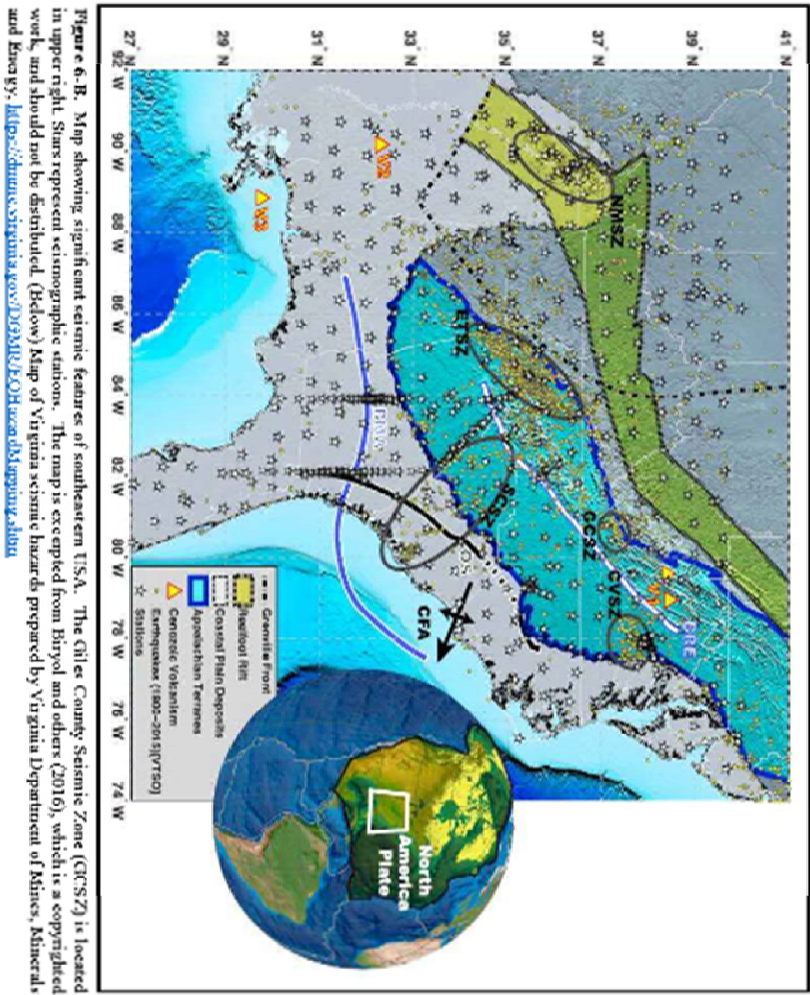 41° N
39° N
37° N
35° N
33° N
31° N
29° N
27° N
92° W
90° W
88° W
86° W
84° W
82° W
80° W
78° W
76° W
74° W
NMSZ
ETSZ
GCSZ
CVSZ
SCSZ
CFA
V1
V2
V3
Grenville Front
Reelfoot Rift
Coastal Plain Deposits
Appalachian Terranes
Cenozoic Volcanism
Earthquakes
Stations
North
America
Plate
Figure 6-B. Map showing significant seismic features of southeastern USA. The Giles County Seismic Zone (GCSZ) is located
in upper right. Stars represent seismographic stations. The map is excerpted from Biryol and others (2016), which is a copyrighted
work, and should not be distributed. (Below) Map of Virginia seismic hazards prepared by Virginia Department of Mines, Minerals
and Energy.